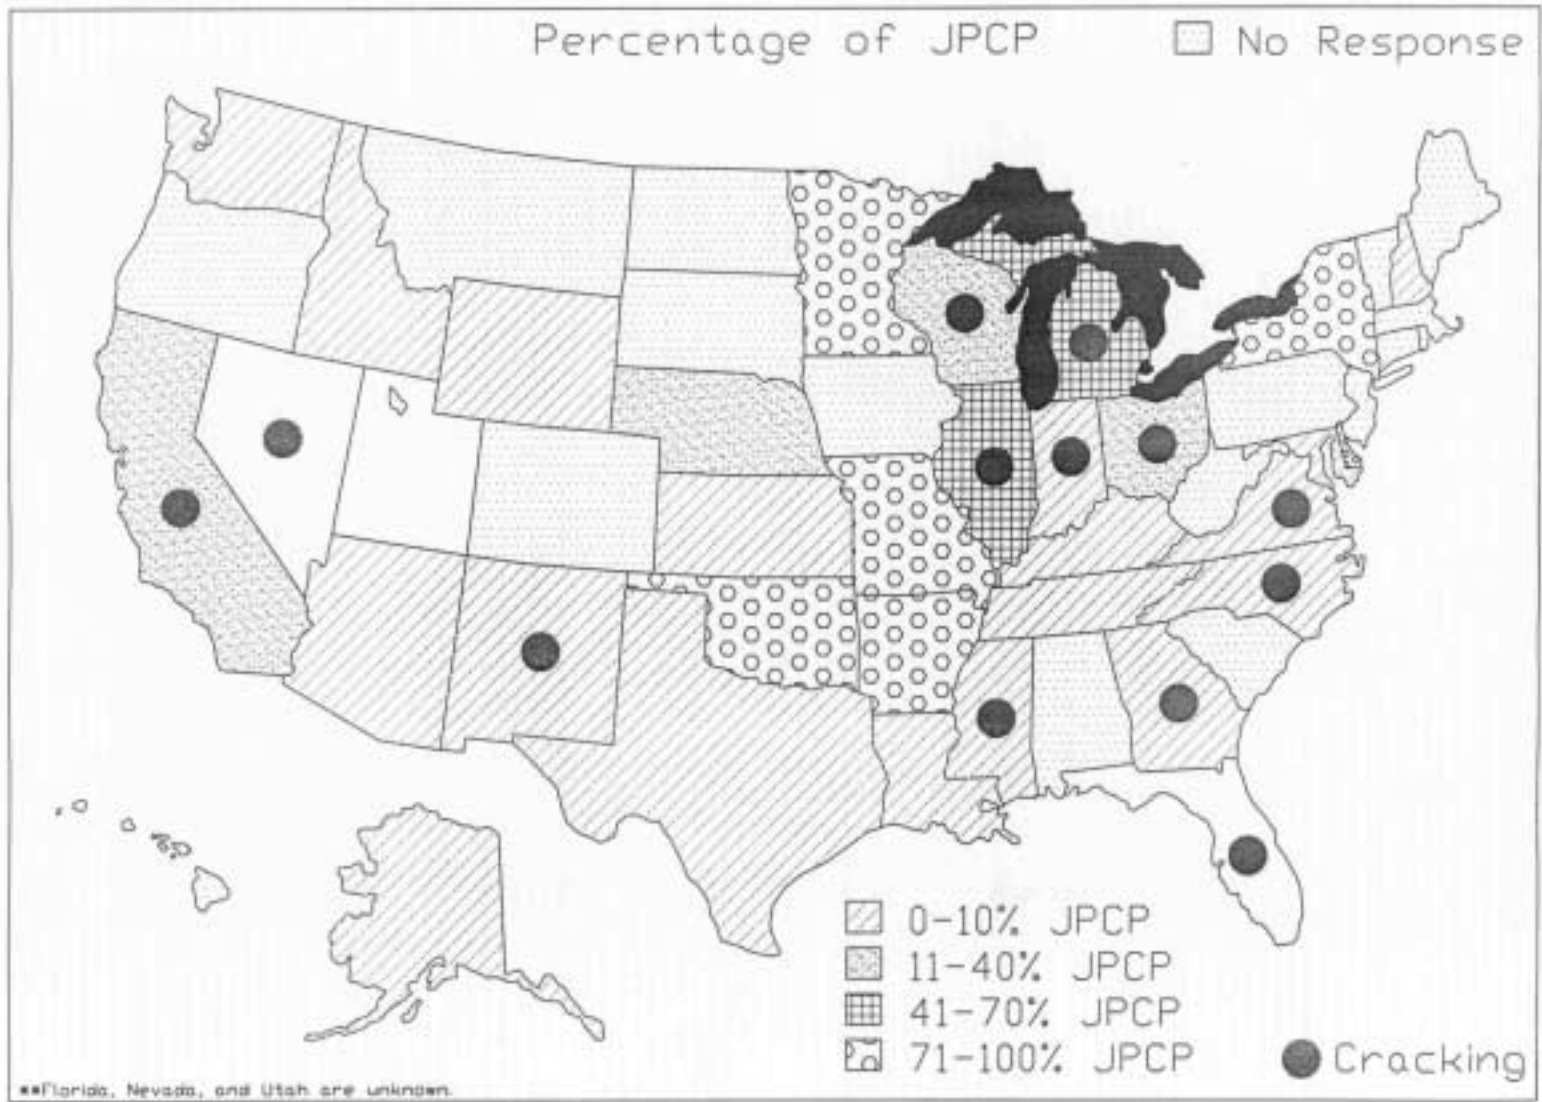 Percentage of JPCP
No Response
0-10% JPCP
11-40% JPCP
41-70% JPCP
71-100% JPCP
Cracking
**Florida, Nevada, and Utah are unknown.